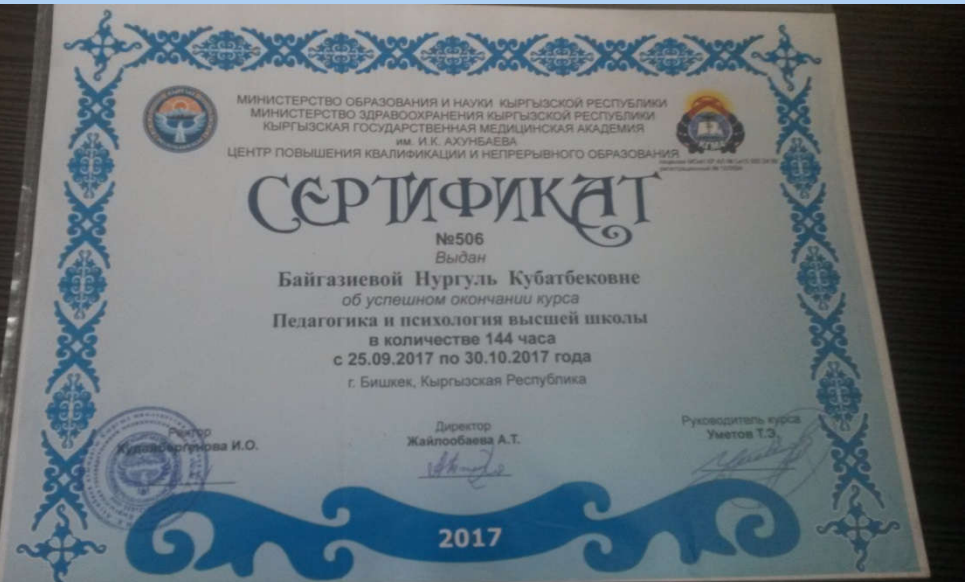 МИНИСТЕРСТВО ОБРАЗОВАНИЯ И НАУКИ КЫРГЫЗСКОЙ РЕСПУБЛИКИ
МИНИСТЕРСТВО ЗДРАВООХРАНЕНИЯ КЫРГЫЗСКОЙ РЕСПУБЛИКИ
КЫРГЫЗСКАЯ ГОСУДАРСТВЕННАЯ МЕДИЦИНСКАЯ АКАДЕМИЯ
им. И.К. АХУНБАЕВА
ЦЕНТР ПОВЫШЕНИЯ КВАЛИФИКАЦИИ И НЕПРЕРЫВНОГО ОБРАЗОВАНИЯ
СЕРТИФИКАТ
№506
Выдан
Байгазиевой Нургуль Кубатбековне
об успешном окончании курса
Педагогика и психология высшей школы
в количестве 144 часа
с 25.09.2017 по 30.10.2017 года
г. Бишкек, Кыргызская Республика
Ректор
Кудайбергенова И.О.
Директор
Жайлообаева А.Т.
Руководитель курса
Уметов Т.Э.
2017